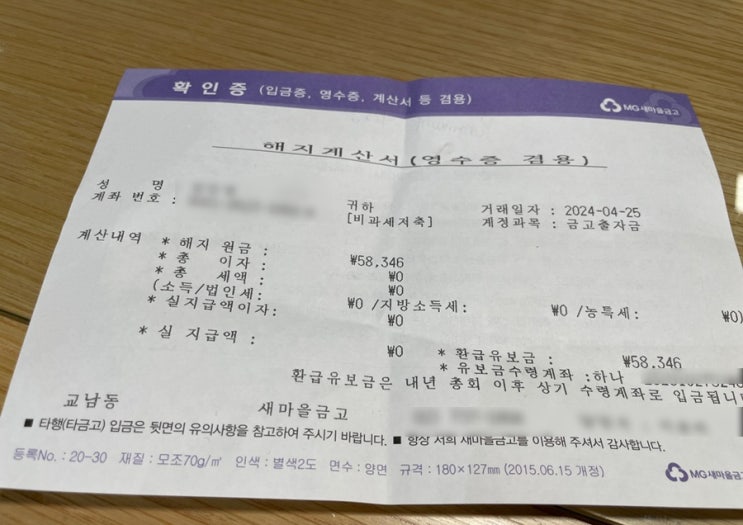 확인증 (입금증, 영수증, 계산서 등 겸용)
MG새마을금고
해지계산서(영수증 겸용)
성 명
귀하
거래일자 : 2024-04-25
계좌 번호 :
[비과세저축]
계정과목 : 금고출자금
계산내역 * 해지 원금 : ₩58,346
* 총 이자 : ₩0
* 총 세액 : ₩0
(소득/법인세: ₩0 /지방소득세: ₩0 /농특세: ₩0)
* 실지급액이자: ₩0
* 실 지급액 : ₩0
* 환급유보금 : ₩58,346
* 유보금수령계좌 :하나
환급유보금은 내년 총회 이후 상기 수령계좌로 입금됩니
교남동 새마을금고
■ 타행(타금고) 입금은 뒷면의 유의사항을 참고하여 주시기 바랍니다. ■ 항상 저희 새마을금고를 이용해 주셔서 감사합니다.
등록No. : 20-30 재질 : 모조70g/㎡ 인색 : 별색2도 면수 : 양면 규격 : 180×127㎜ (2015.06.15 개정)
MG새마을금고